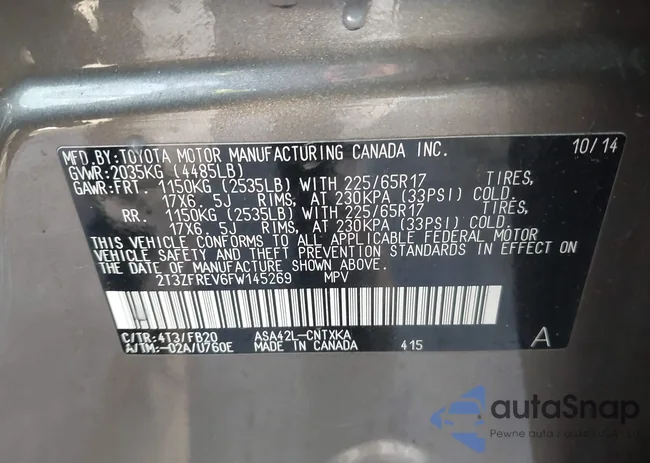 MFD.BY:TOYOTA MOTOR MANUFACTURING CANADA INC. 10/14
GVWR:2035KG (4485LB)
GAWR:FRT. 1150KG (2535LB) WITH 225/65R17 TIRES,
17X6. 5J RIMS, AT 230KPA (33PSI) COLD.
RR. 1150KG (2535LB) WITH 225/65R17 TIRES,
17X6. 5J RIMS, AT 230KPA (33PSI) COLD.
THIS VEHICLE CONFORMS TO ALL APPLICABLE FEDERAL MOTOR
VEHICLE SAFETY AND THEFT PREVENTION STANDARDS IN EFFECT ON
THE DATE OF MANUFACTURE SHOWN ABOVE.
2T3ZFREV6FW145269 MPV
C/TR:4T3/FB20 ASA42L-CNTXKA
A/TM:-02A/U760E MADE IN CANADA 415 A
autaSnap
Pewne auta z